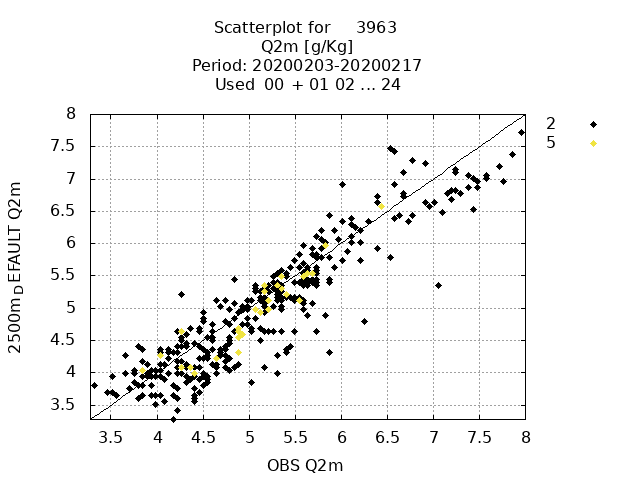 Scatterplot for 3963
Q2m [g/Kg]
Period: 20200203-20200217
Used 00 + 01 02 ... 24
2
5
8
7.5
7
6.5
6
5.5
5
4.5
4
3.5
2500m DEFAULT Q2m
3.5 4 4.5 5 5.5 6 6.5 7 7.5 8
OBS Q2m